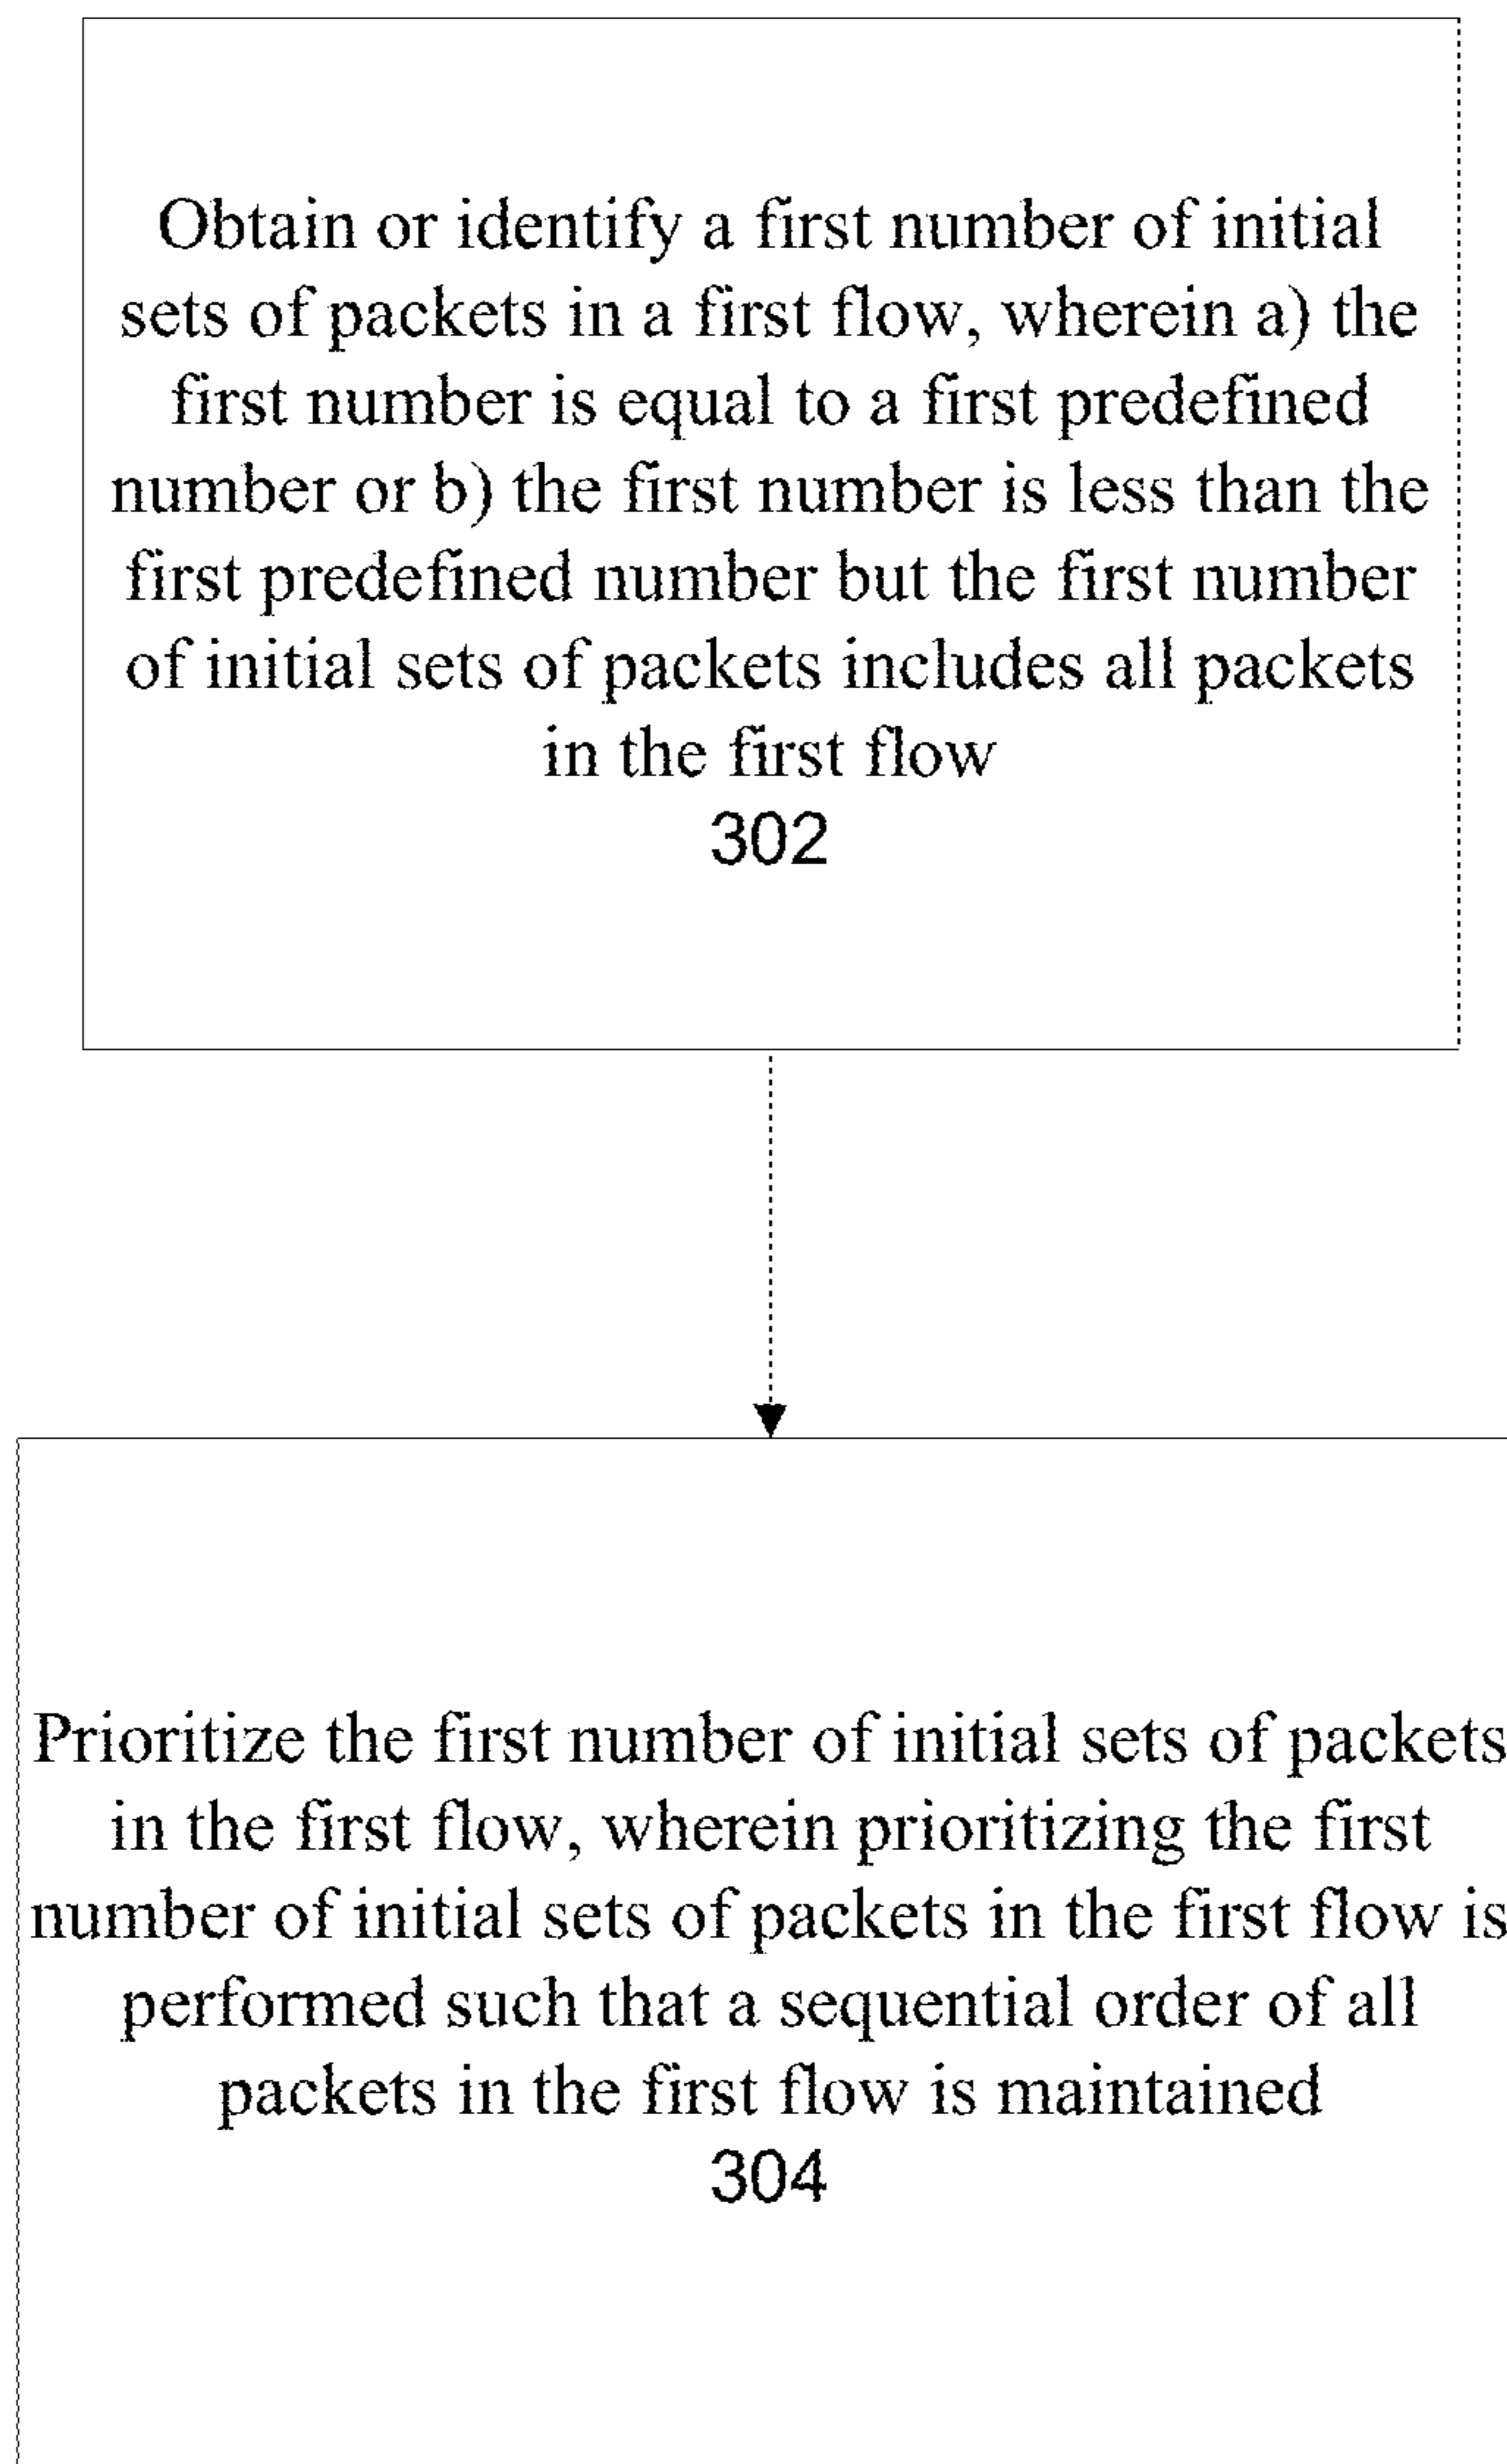 Obtain or identify a first number of initial
sets of packets in a first flow, wherein a) the
first number is equal to a first predefined
number or b) the first number is less than the
first predefined number but the first number
of initial sets of packets includes all packets
in the first flow
302
Prioritize the first number of initial sets of packets
in the first flow, wherein prioritizing the first
number of initial sets of packets in the first flow is
performed such that a sequential order of all
packets in the first flow is maintained
304